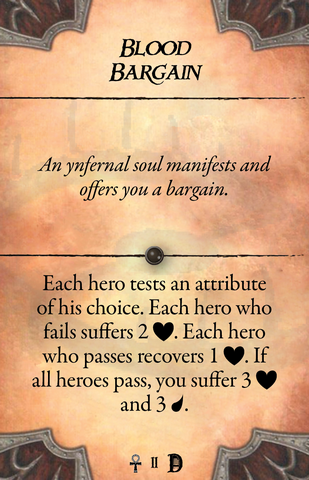 BLOOD
BARGAIN
An ynfernal soul manifests and
offers you a bargain.
Each hero tests an attribute
of his choice. Each hero who
fails suffers 2 ♥. Each hero
who passes recovers 1 ♥. If
all heroes pass, you suffer 3 ♥
and 3 .
☥ II D